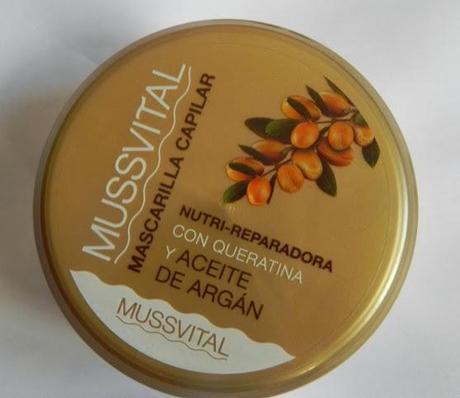 MUSSVITAL
MASCARILLA CAPILAR
NUTRI-REPARADORA
CON QUERATINA
Y ACEITE
DE ARGÁN
MUSSVITAL